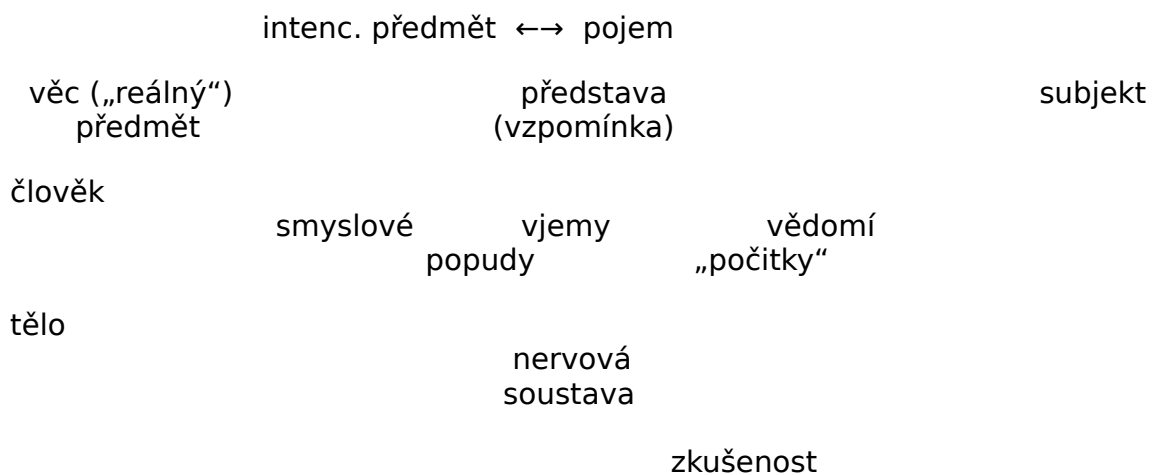 intenc. předmět ←→ pojem
věc („reálný“) představa subjekt
předmět (vzpomínka)
člověk
smyslové vjemy vědomí
popudy „počitky“
tělo
nervová
soustava
zkušenost